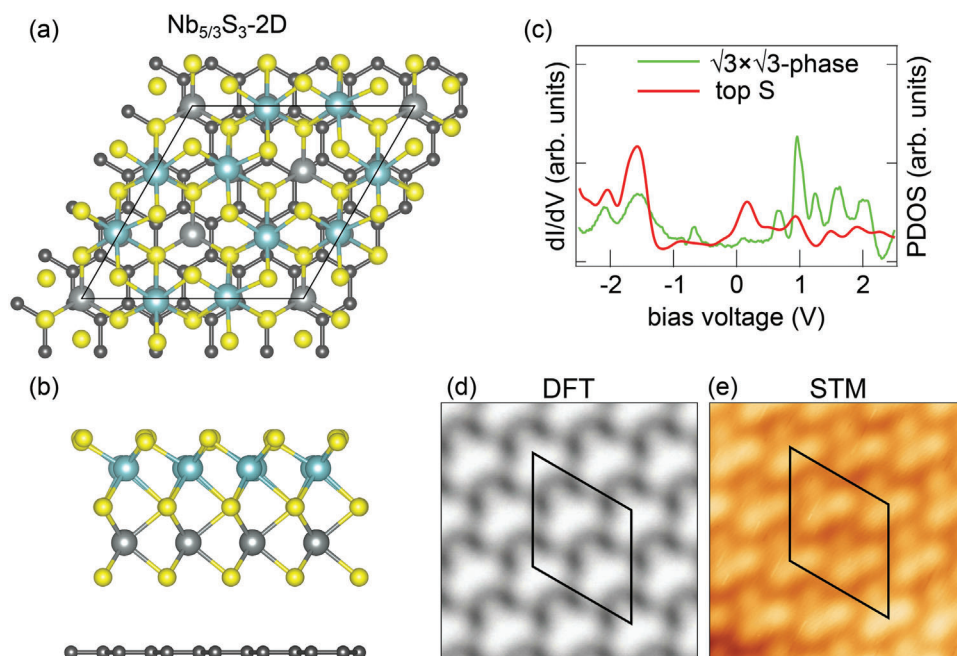 (a)
Nb5/3S3-2D
(b)
(c)
√3×√3-phase
top S
dI/dV (arb. units)
PDOS (arb. units)
-2 -1 0 1 2
bias voltage (V)
(d)
DFT
(e)
STM